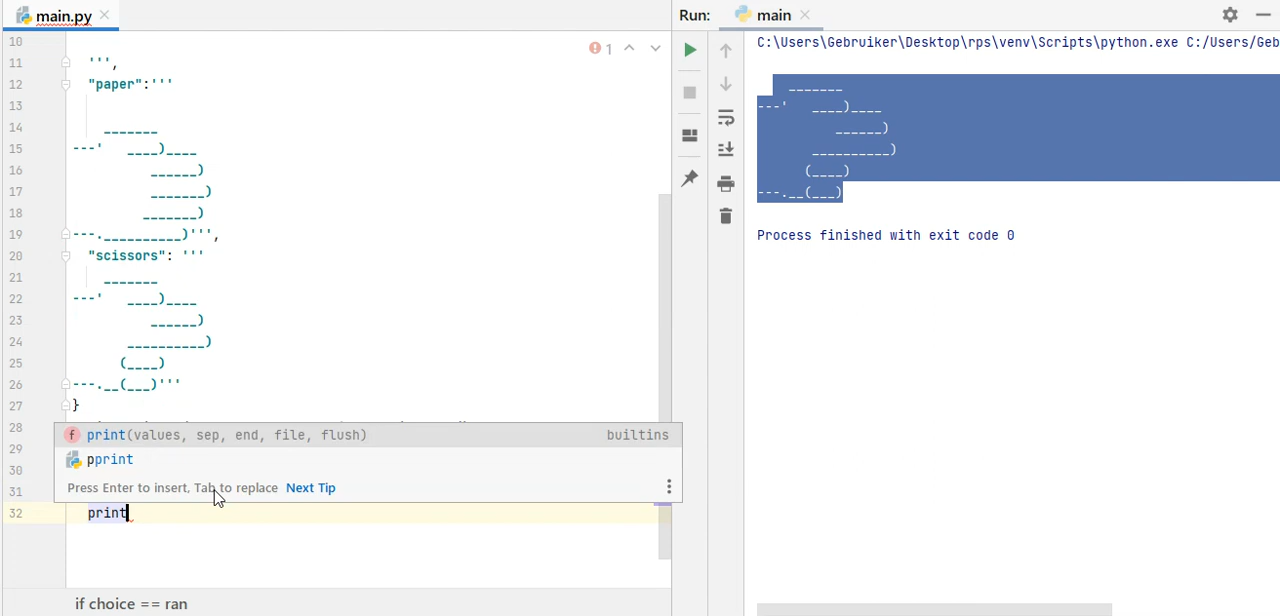 main.py
Run:
main
1
10
11 ''',
12 "paper":'''
13
14     _______
15 ---'   ____)____
16           ______)
17           _______)
18          _______)
19 ---.__________)''',
20 "scissors": '''
21     _______
22 ---'   ____)____
23           ______)
24        __________)
25       (____)
26 ---.__(___)'''
27 }
28
29
30
31
32 print
print(values, sep, end, file, flush) builtins
pprint
Press Enter to insert, Tab to replace Next Tip
if choice == ran
C:\Users\Gebruiker\Desktop\rps\venv\Scripts\python.exe C:/Users/Geb
    _______
---'   ____)____
          ______)
       __________)
      (____)
---.__(___)
Process finished with exit code 0